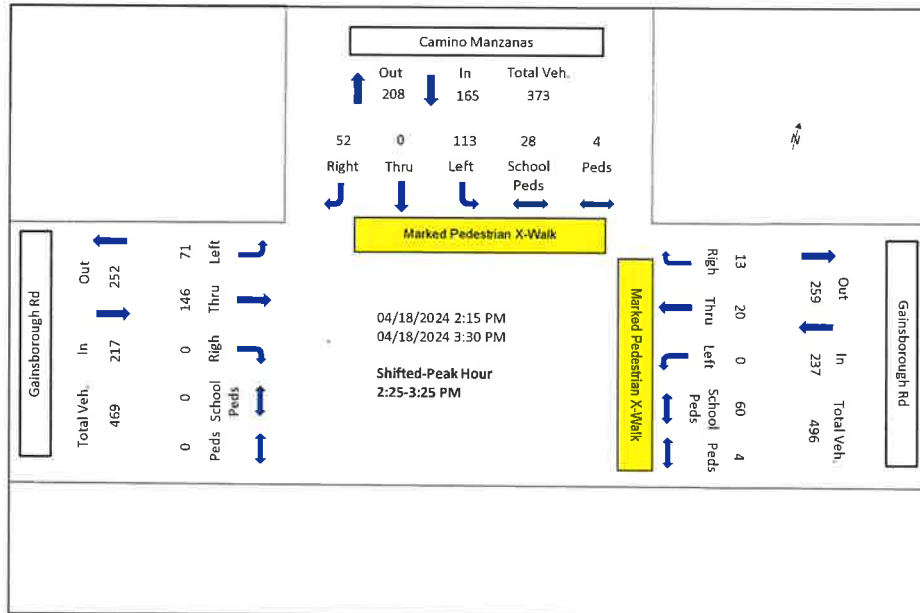 Camino Manzanas
Out In Total Veh.
208 165 373
52 0 113 28 4
Right Thru Left School Peds
Peds
Marked Pedestrian X-Walk
N
Gainsborough Rd
Out In Total Veh.
252 217 469
71 146 0 0 0
Left Thru Righ School Peds
Peds
04/18/2024 2:15 PM
04/18/2024 3:30 PM
Shifted-Peak Hour
2:25-3:25 PM
Marked Pedestrian X-Walk
Righ Thru Left School Peds
Peds
13 20 0 60 4
Out In Total Veh.
259 237 496
Gainsborough Rd